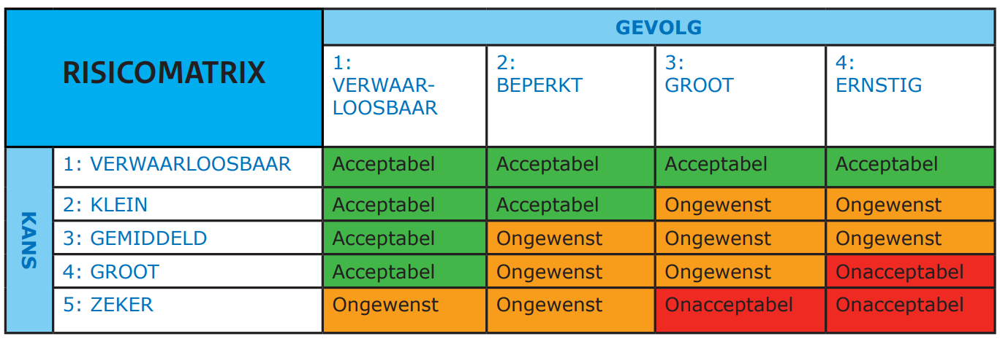 RISICOMATRIX
GEVOLG
1:
VERWAAR-
LOOSBAAR
2:
BEPERKT
3:
GROOT
4:
ERNSTIG
KANS
1: VERWAARLOOSBAAR Acceptabel Acceptabel Acceptabel Acceptabel
2: KLEIN Acceptabel Acceptabel Ongewenst Ongewenst
3: GEMIDDELD Acceptabel Ongewenst Ongewenst Ongewenst
4: GROOT Acceptabel Ongewenst Ongewenst Onacceptabel
5: ZEKER Ongewenst Ongewenst Onacceptabel Onacceptabel